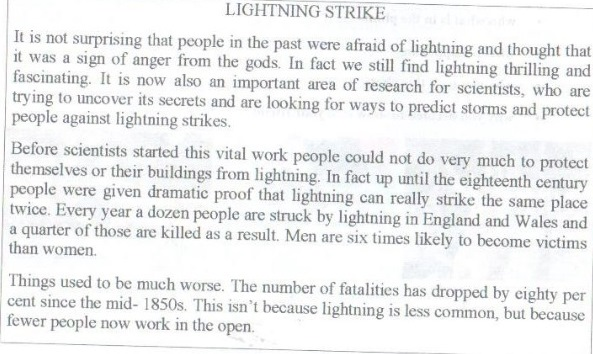 LIGHTNING STRIKE
It is not surprising that people in the past were afraid of lightning and thought that
it was a sign of anger from the gods. In fact we still find lightning thrilling and
fascinating. It is now also an important area of research for scientists, who are
trying to uncover its secrets and are looking for ways to predict storms and protect
people against lightning strikes.
Before scientists started this vital work people could not do very much to protect
themselves or their buildings from lightning. In fact up until the eighteenth century
people were given dramatic proof that lightning can really strike the same place
twice. Every year a dozen people are struck by lightning in England and Wales and
a quarter of those are killed as a result. Men are six times likely to become victims
than women.
Things used to be much worse. The number of fatalities has dropped by eighty per
cent since the mid- 1850s. This isn't because lightning is less common, but because
fewer people now work in the open.